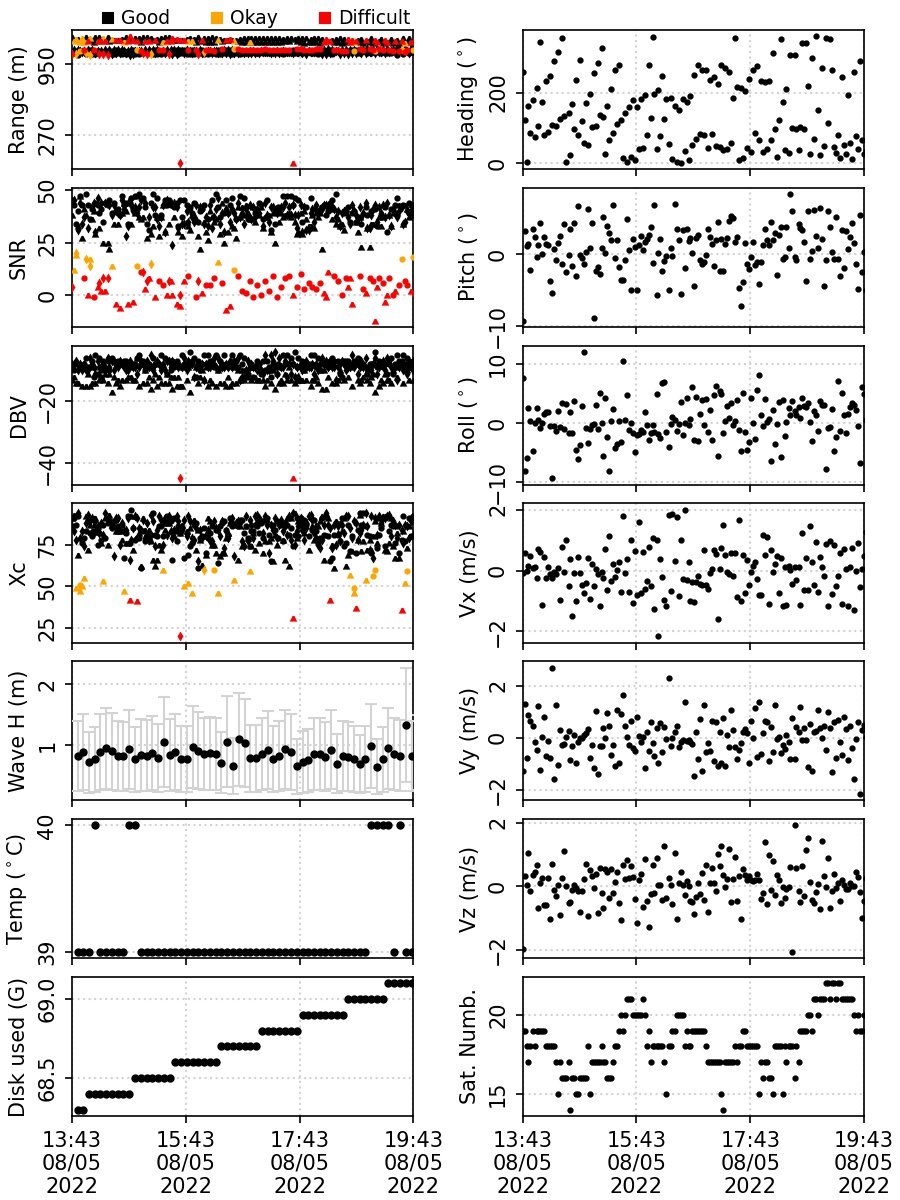 Good Okay Difficult
Range (m)
950
270
Heading (°)
200
0
SNR
50
25
0
Pitch (°)
0
−10
DBV
−20
−40
Roll (°)
10
0
−10
Xc
75
50
25
Vx (m/s)
2
0
−2
Wave H (m)
2
1
Vy (m/s)
2
0
−2
Temp (°C)
40
39
Vz (m/s)
2
0
−2
Disk used (G)
69.0
68.5
Sat. Numb.
20
15
13:43 15:43 17:43 19:43
08/05 08/05 08/05 08/05
2022 2022 2022 2022
13:43 15:43 17:43 19:43
08/05 08/05 08/05 08/05
2022 2022 2022 2022